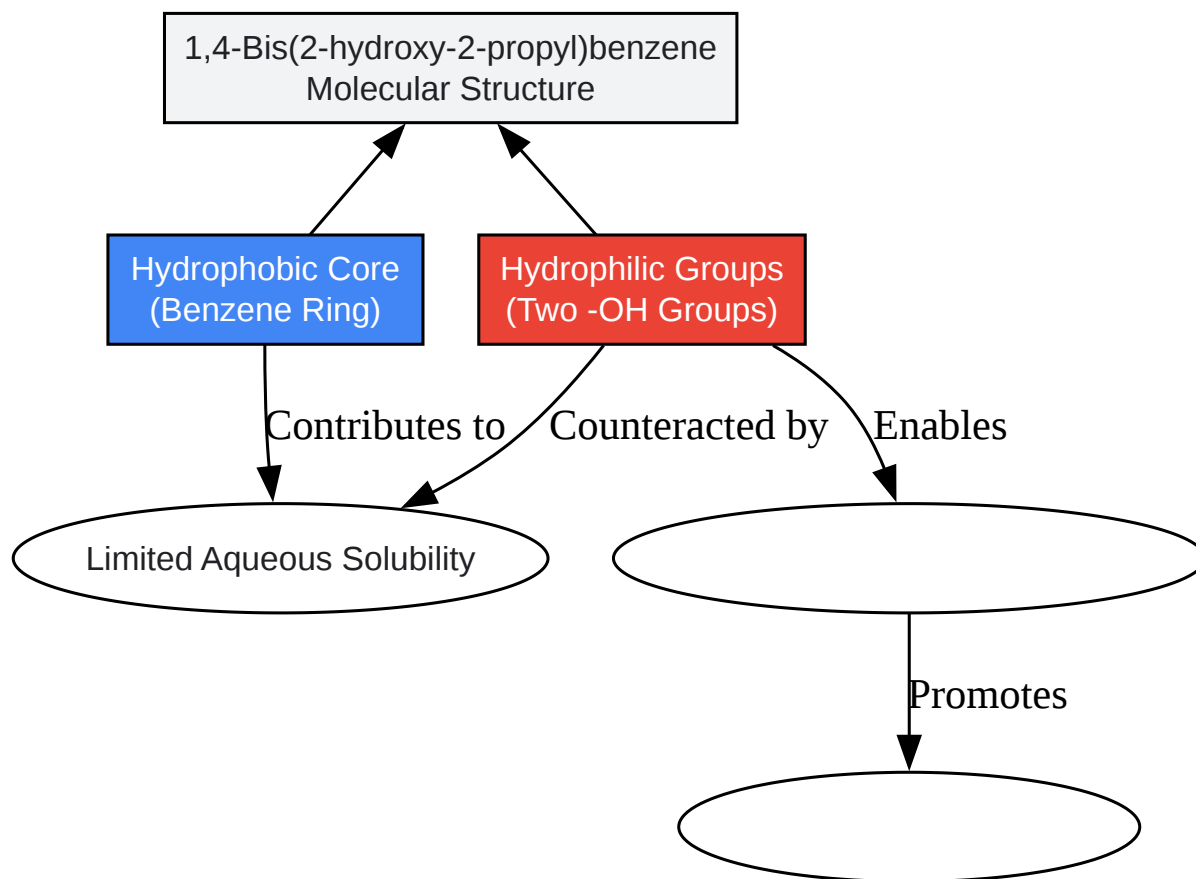 1,4-Bis(2-hydroxy-2-propyl)benzene
Molecular Structure
Hydrophobic Core
(Benzene Ring)
Hydrophilic Groups
(Two -OH Groups)
Contributes to
Counteracted by
Enables
Limited Aqueous Solubility
Promotes